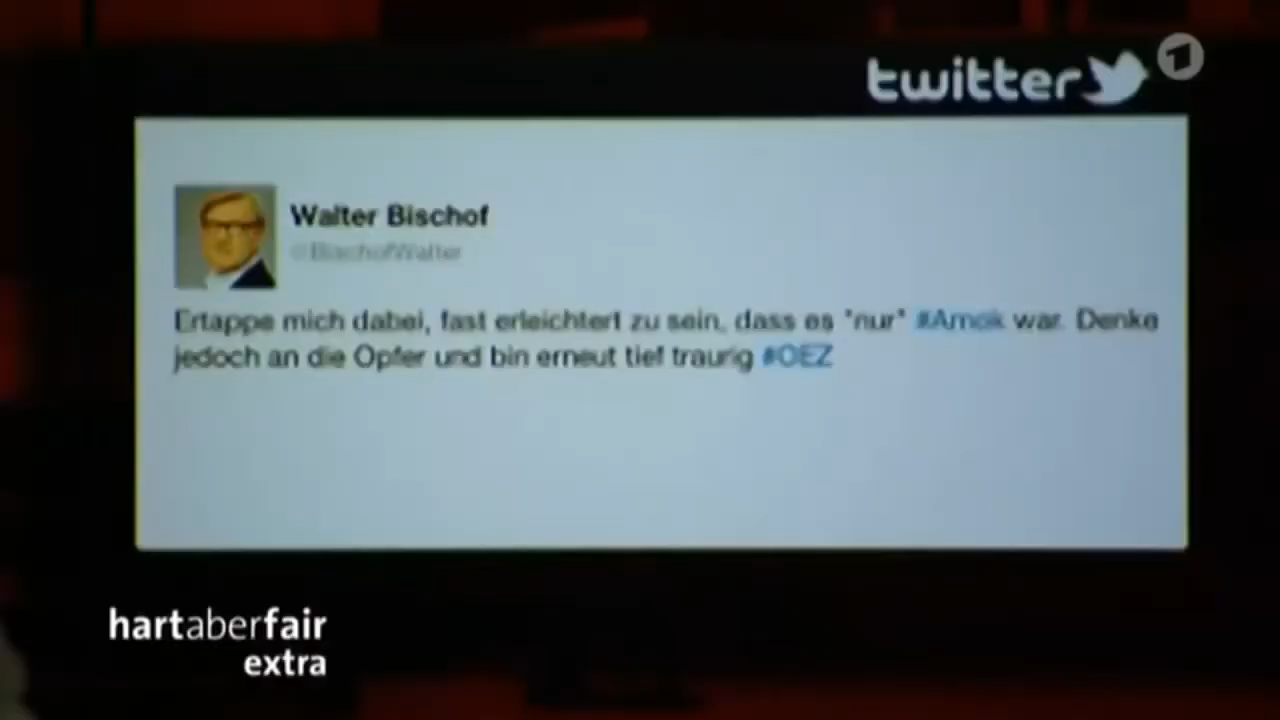 twitter
1
Walter Bischof
@BischofWalter
Ertappe mich dabei, fast erleichtert zu sein, dass es "nur" #Amok war. Denke
jedoch an die Opfer und bin erneut tief traurig #OEZ
hartaberfair
extra